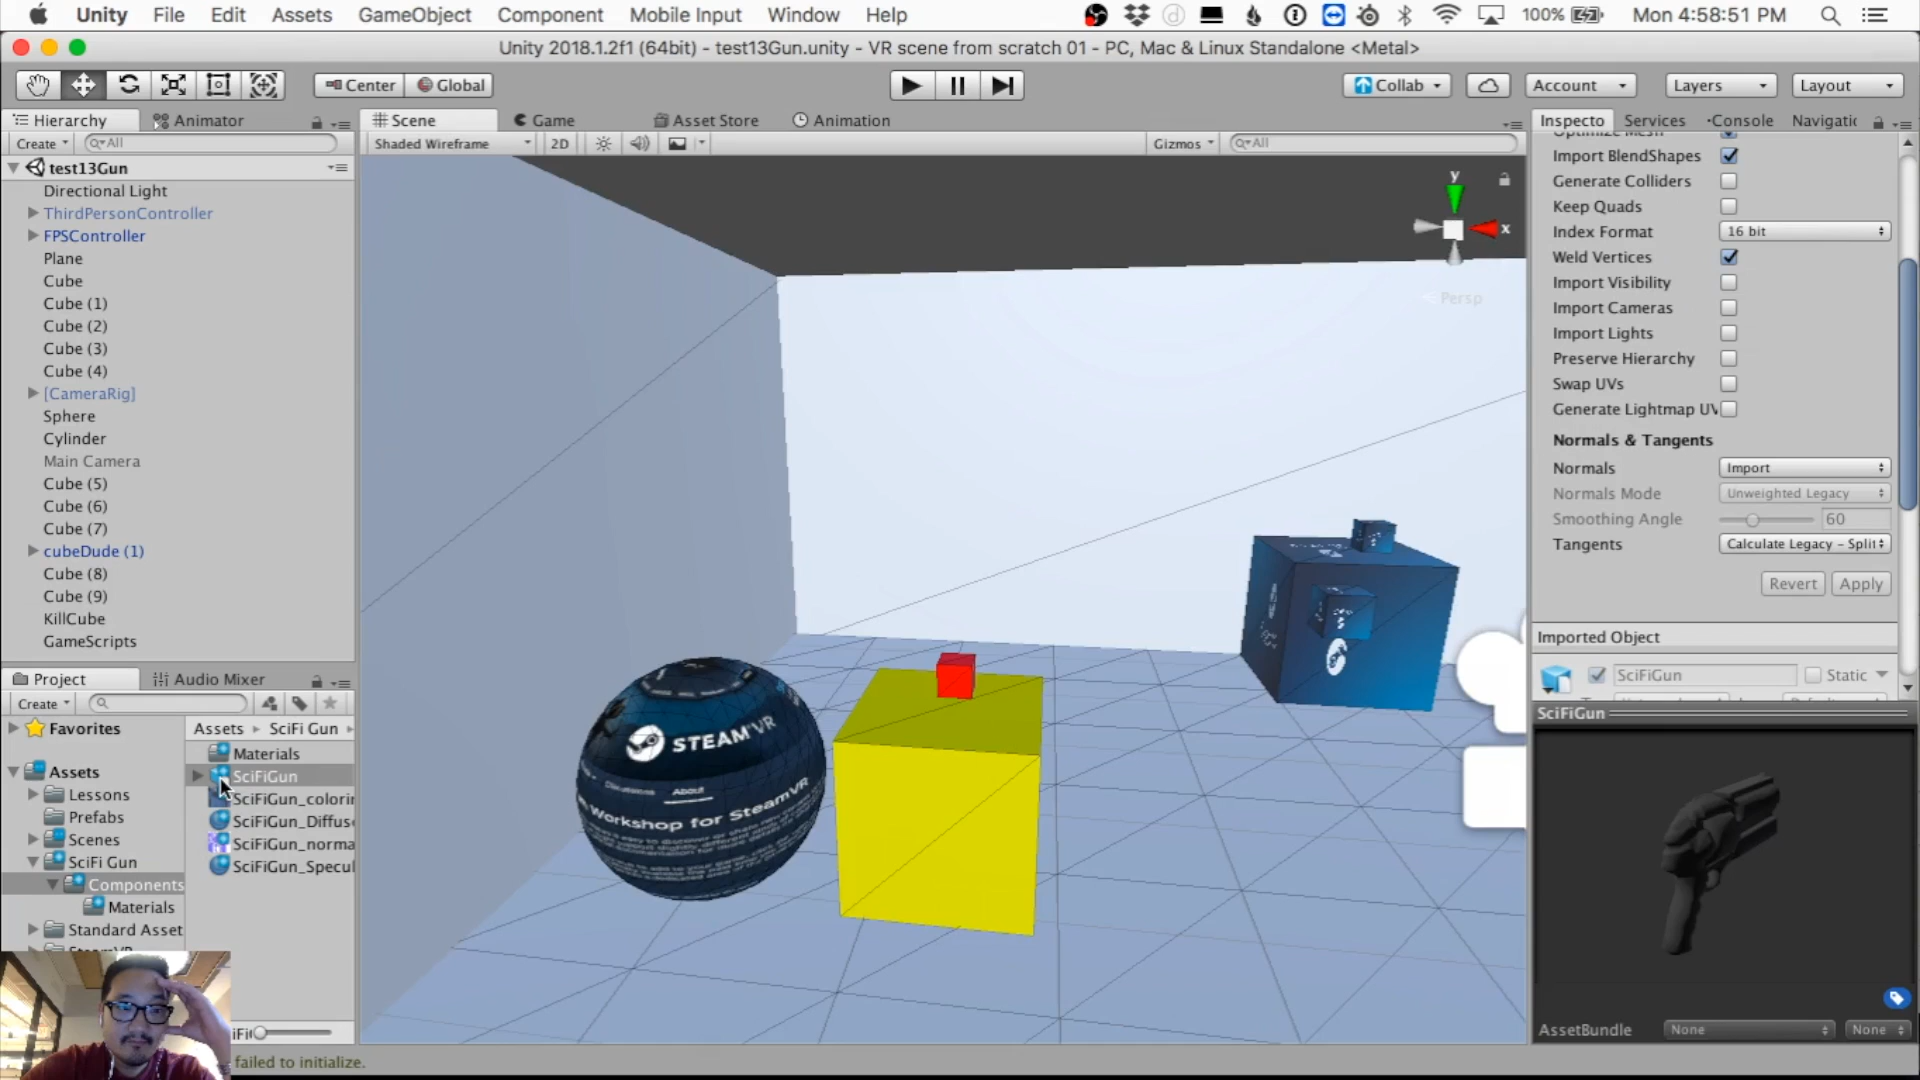 Unity File Edit Assets GameObject Component Mobile Input Window Help 100% Mon 4:58:51 PM
Unity 2018.1.2f1 (64bit) - test13Gun.unity - VR scene from scratch 01 - PC, Mac & Linux Standalone <Metal>
Center Global Collab Account Layers Layout
Hierarchy Animator
Create All
test13Gun
Directional Light
ThirdPersonController
FPSController
Plane
Cube
Cube (1)
Cube (2)
Cube (3)
Cube (4)
[CameraRig]
Sphere
Cylinder
Main Camera
Cube (5)
Cube (6)
Cube (7)
cubeDude (1)
Cube (8)
Cube (9)
KillCube
GameScripts
Scene Game Asset Store Animation
Shaded Wireframe 2D Gizmos All
y
x
Persp
STEAM VR
Discussions About
Workshop for SteamVR
Project Audio Mixer
Create
Favorites
Assets
Lessons
Prefabs
Scenes
SciFi Gun
Components
Materials
Standard Asset
Assets SciFi Gun
Materials
SciFiGun
SciFiGun_colorin
SciFiGun_Diffuse
SciFiGun_norma
SciFiGun_Specul
failed to initialize.
Inspecto Services Console Navigatic
Optimize Mesh
Import BlendShapes
Generate Colliders
Keep Quads
Index Format 16 bit
Weld Vertices
Import Visibility
Import Cameras
Import Lights
Preserve Hierarchy
Swap UVs
Generate Lightmap UV
Normals & Tangents
Normals Import
Normals Mode Unweighted Legacy
Smoothing Angle 60
Tangents Calculate Legacy - Split
Revert Apply
Imported Object
SciFiGun Static
SciFiGun
AssetBundle None None